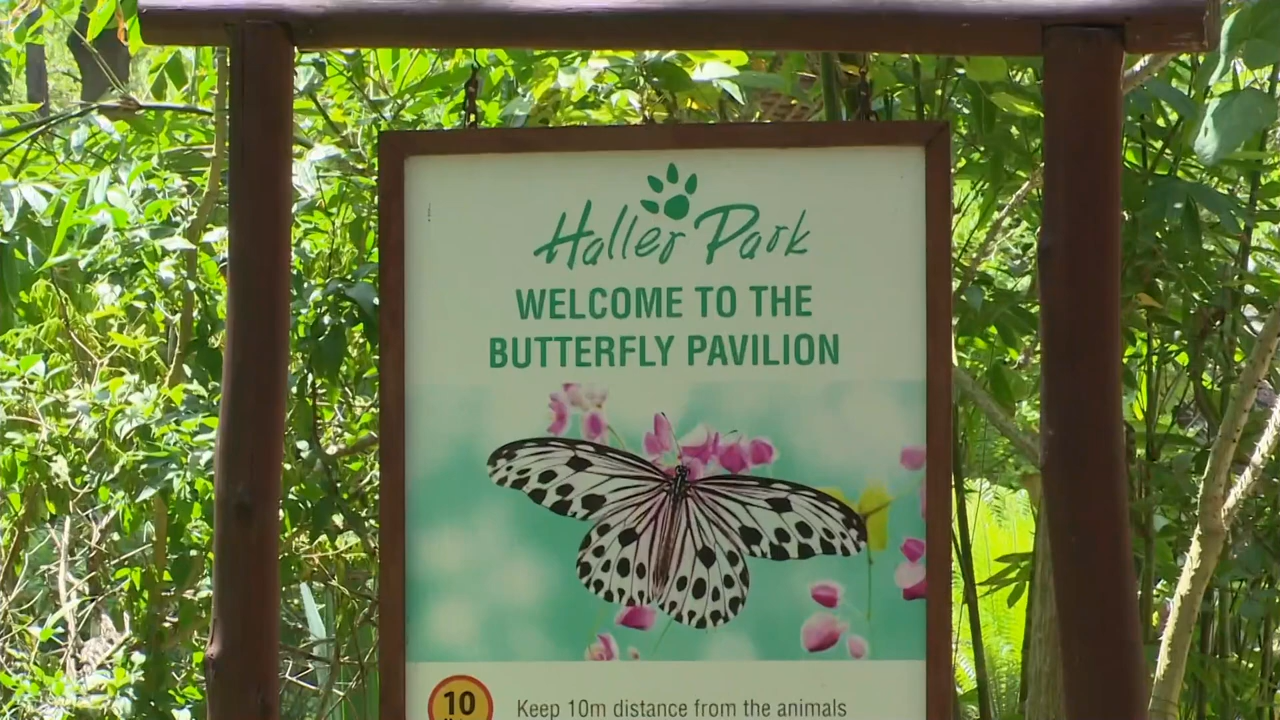 Haller Park
WELCOME TO THE
BUTTERFLY PAVILION
10
Keep 10m distance from the animals